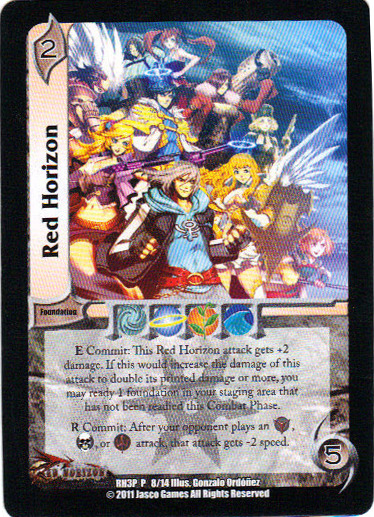 2
Red Horizon
Foundation
E Commit: This Red Horizon attack gets +2
damage. If this would increase the damage of this
attack to double its printed damage or more, you
may ready 1 foundation in your staging area that
has not been readied this Combat Phase.
R Commit: After your opponent plays an
, or attack, that attack gets -2 speed.
5
RED HORIZON
RH3P P 8/14 Illus. Gonzalo Ordóñez
© 2011 Jasco Games All Rights Reserved